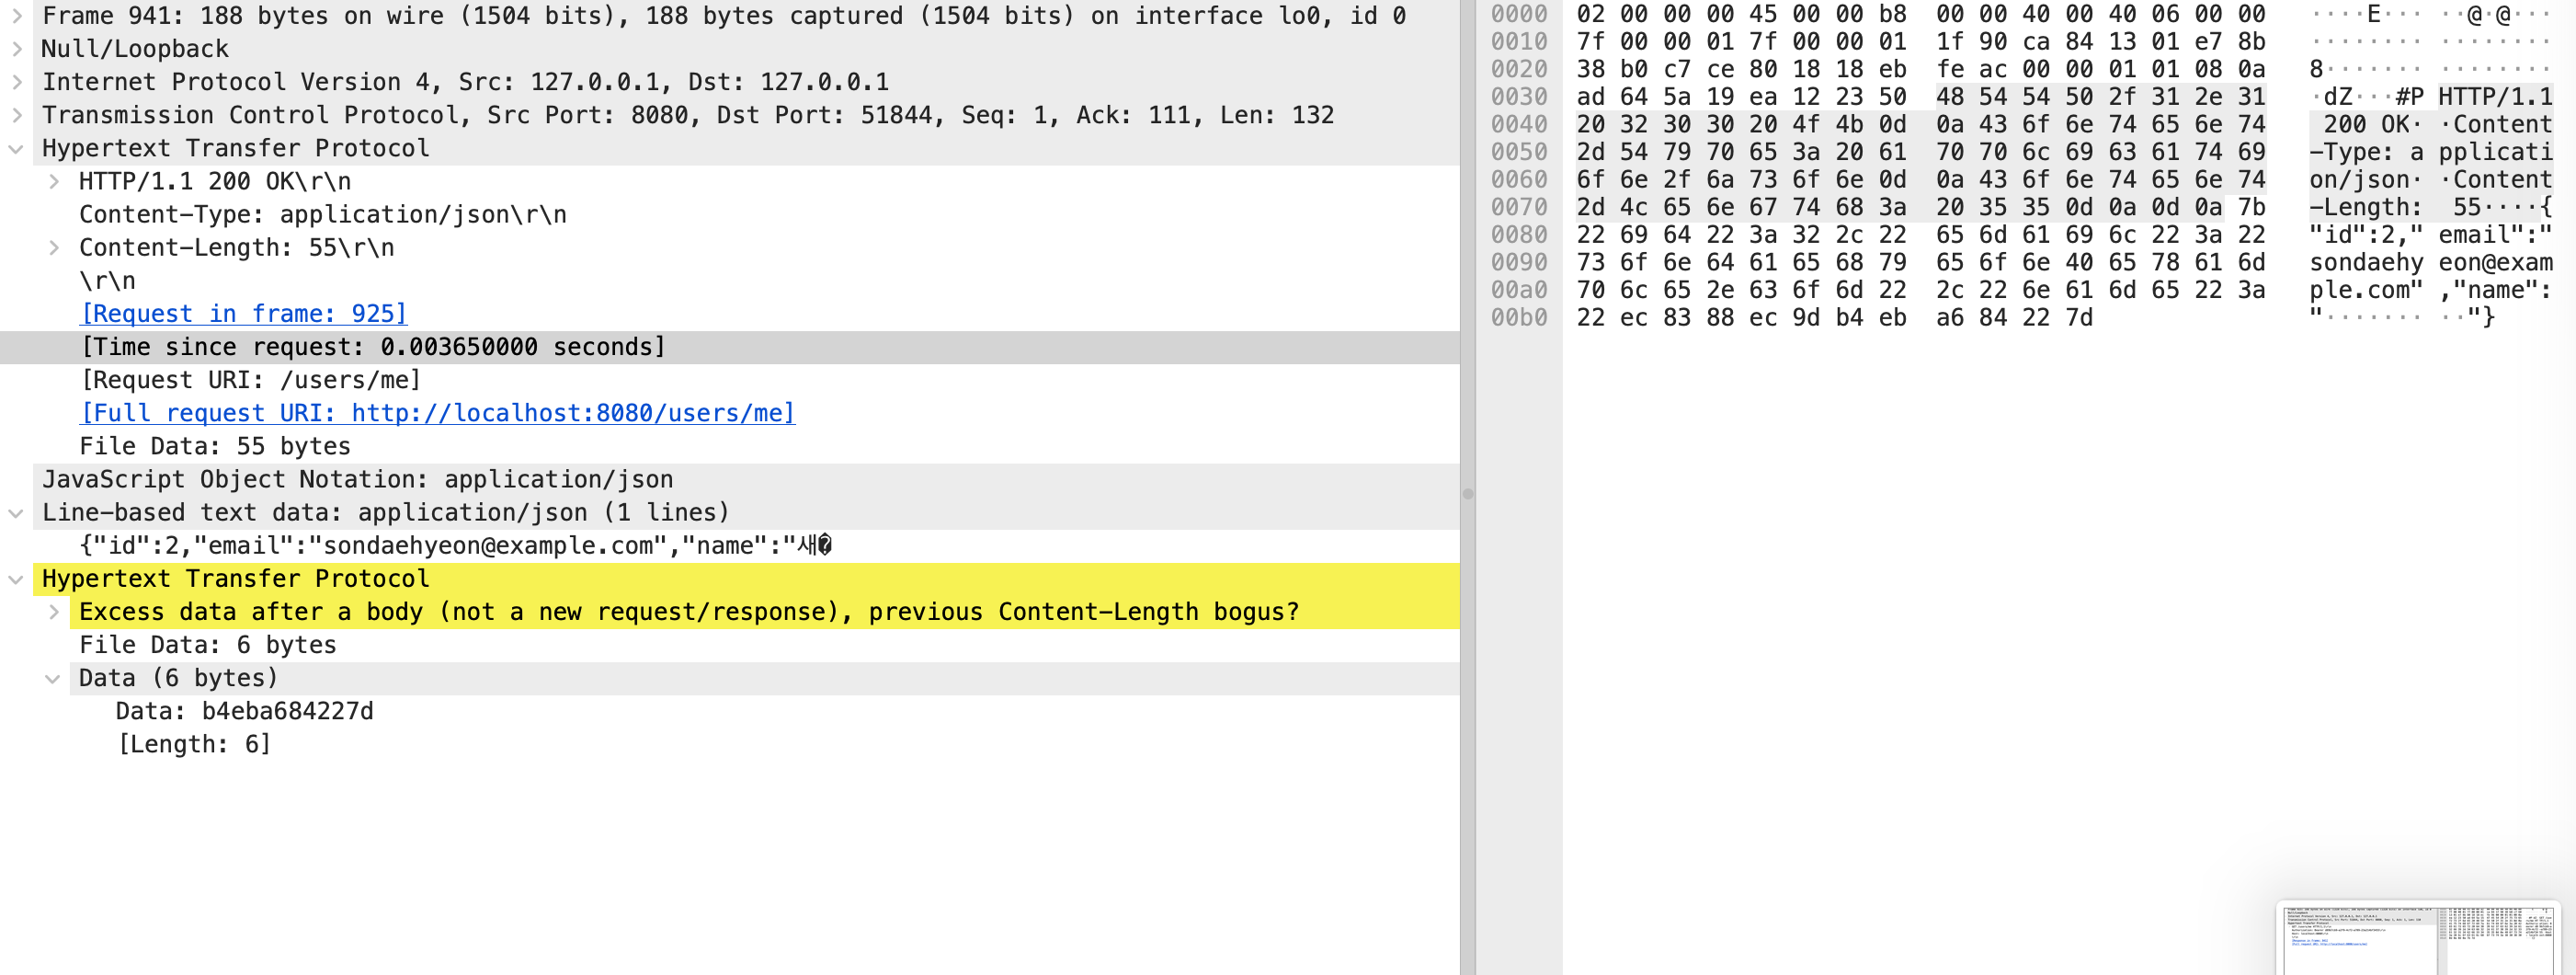 Frame 941: 188 bytes on wire (1504 bits), 188 bytes captured (1504 bits) on interface lo0, id 0
Null/Loopback
Internet Protocol Version 4, Src: 127.0.0.1, Dst: 127.0.0.1
Transmission Control Protocol, Src Port: 8080, Dst Port: 51844, Seq: 1, Ack: 111, Len: 132
Hypertext Transfer Protocol
HTTP/1.1 200 OK\r\n
Content-Type: application/json\r\n
Content-Length: 55\r\n
\r\n
[Request in frame: 925]
[Time since request: 0.003650000 seconds]
[Request URI: /users/me]
[Full request URI: http://localhost:8080/users/me]
File Data: 55 bytes
JavaScript Object Notation: application/json
Line-based text data: application/json (1 lines)
{"id":2,"email":"sondaehyeon@example.com","name":"새�
Hypertext Transfer Protocol
Excess data after a body (not a new request/response), previous Content-Length bogus?
File Data: 6 bytes
Data (6 bytes)
Data: b4eba684227d
[Length: 6]
0000 02 00 00 00 45 00 00 b8 00 00 40 00 40 06 00 00 ····E··· ··@·@···
0010 7f 00 00 01 7f 00 00 01 1f 90 ca 84 13 01 e7 8b ········ ········
0020 38 b0 c7 ce 80 18 18 eb fe ac 00 00 01 01 08 0a 8······· ········
0030 ad 64 5a 19 ea 12 23 50 48 54 54 50 2f 31 2e 31 ·dZ···#P HTTP/1.1
0040 20 32 30 30 20 4f 4b 0d 0a 43 6f 6e 74 65 6e 74 200 OK· ·Content
0050 2d 54 79 70 65 3a 20 61 70 70 6c 69 63 61 74 69 -Type: a pplicati
0060 6f 6e 2f 6a 73 6f 6e 0d 0a 43 6f 6e 74 65 6e 74 on/json· ·Content
0070 2d 4c 65 6e 67 74 68 3a 20 35 35 0d 0a 0d 0a 7b -Length: 55····{
0080 22 69 64 22 3a 32 2c 22 65 6d 61 69 6c 22 3a 22 "id":2," email":"
0090 73 6f 6e 64 61 65 68 79 65 6f 6e 40 65 78 61 6d sondaehy eon@exam
00a0 70 6c 65 2e 63 6f 6d 22 2c 22 6e 61 6d 65 22 3a ple.com" ,"name":
00b0 22 ec 83 88 ec 9d b4 eb a6 84 22 7d "······· ··"}